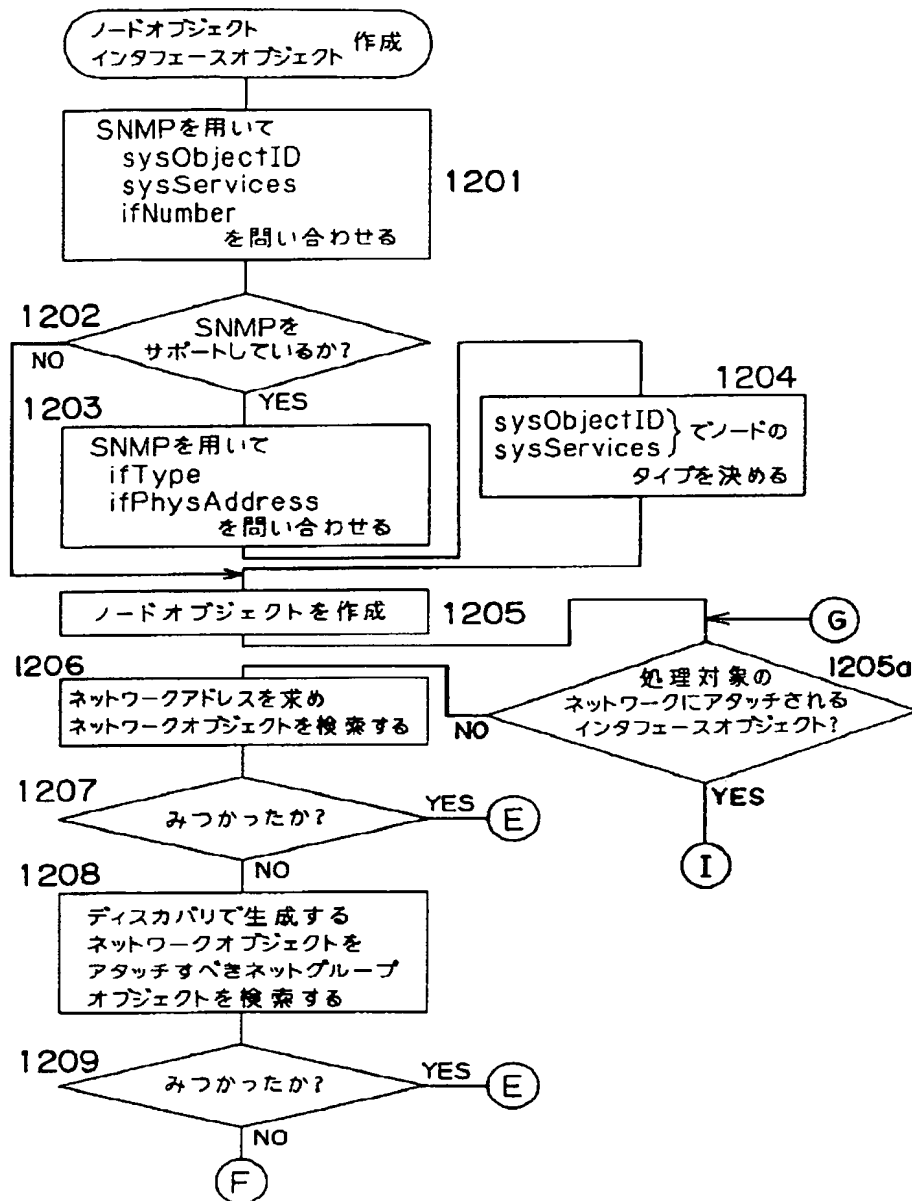 ノードオブジェクト
インタフェースオブジェクト 作成
SNMPを用いて
sysObjectID
sysServices
ifNumber
を問い合わせる
1201
1202
SNMPを
サポートしているか?
NO
YES
1203
SNMPを用いて
ifType
ifPhysAddress
を問い合わせる
1204
sysObjectID
sysServices
}でノードの
タイプを決める
ノードオブジェクトを作成
1205
G
1205a
処理対象の
ネットワークにアタッチされる
インタフェースオブジェクト?
NO
YES
I
1206
ネットワークアドレスを求め
ネットワークオブジェクトを検索する
1207
みつかったか?
YES
E
NO
1208
ディスカバリで生成する
ネットワークオブジェクトを
アタッチすべきネットグループ
オブジェクトを検索する
1209
みつかったか?
YES
E
NO
F